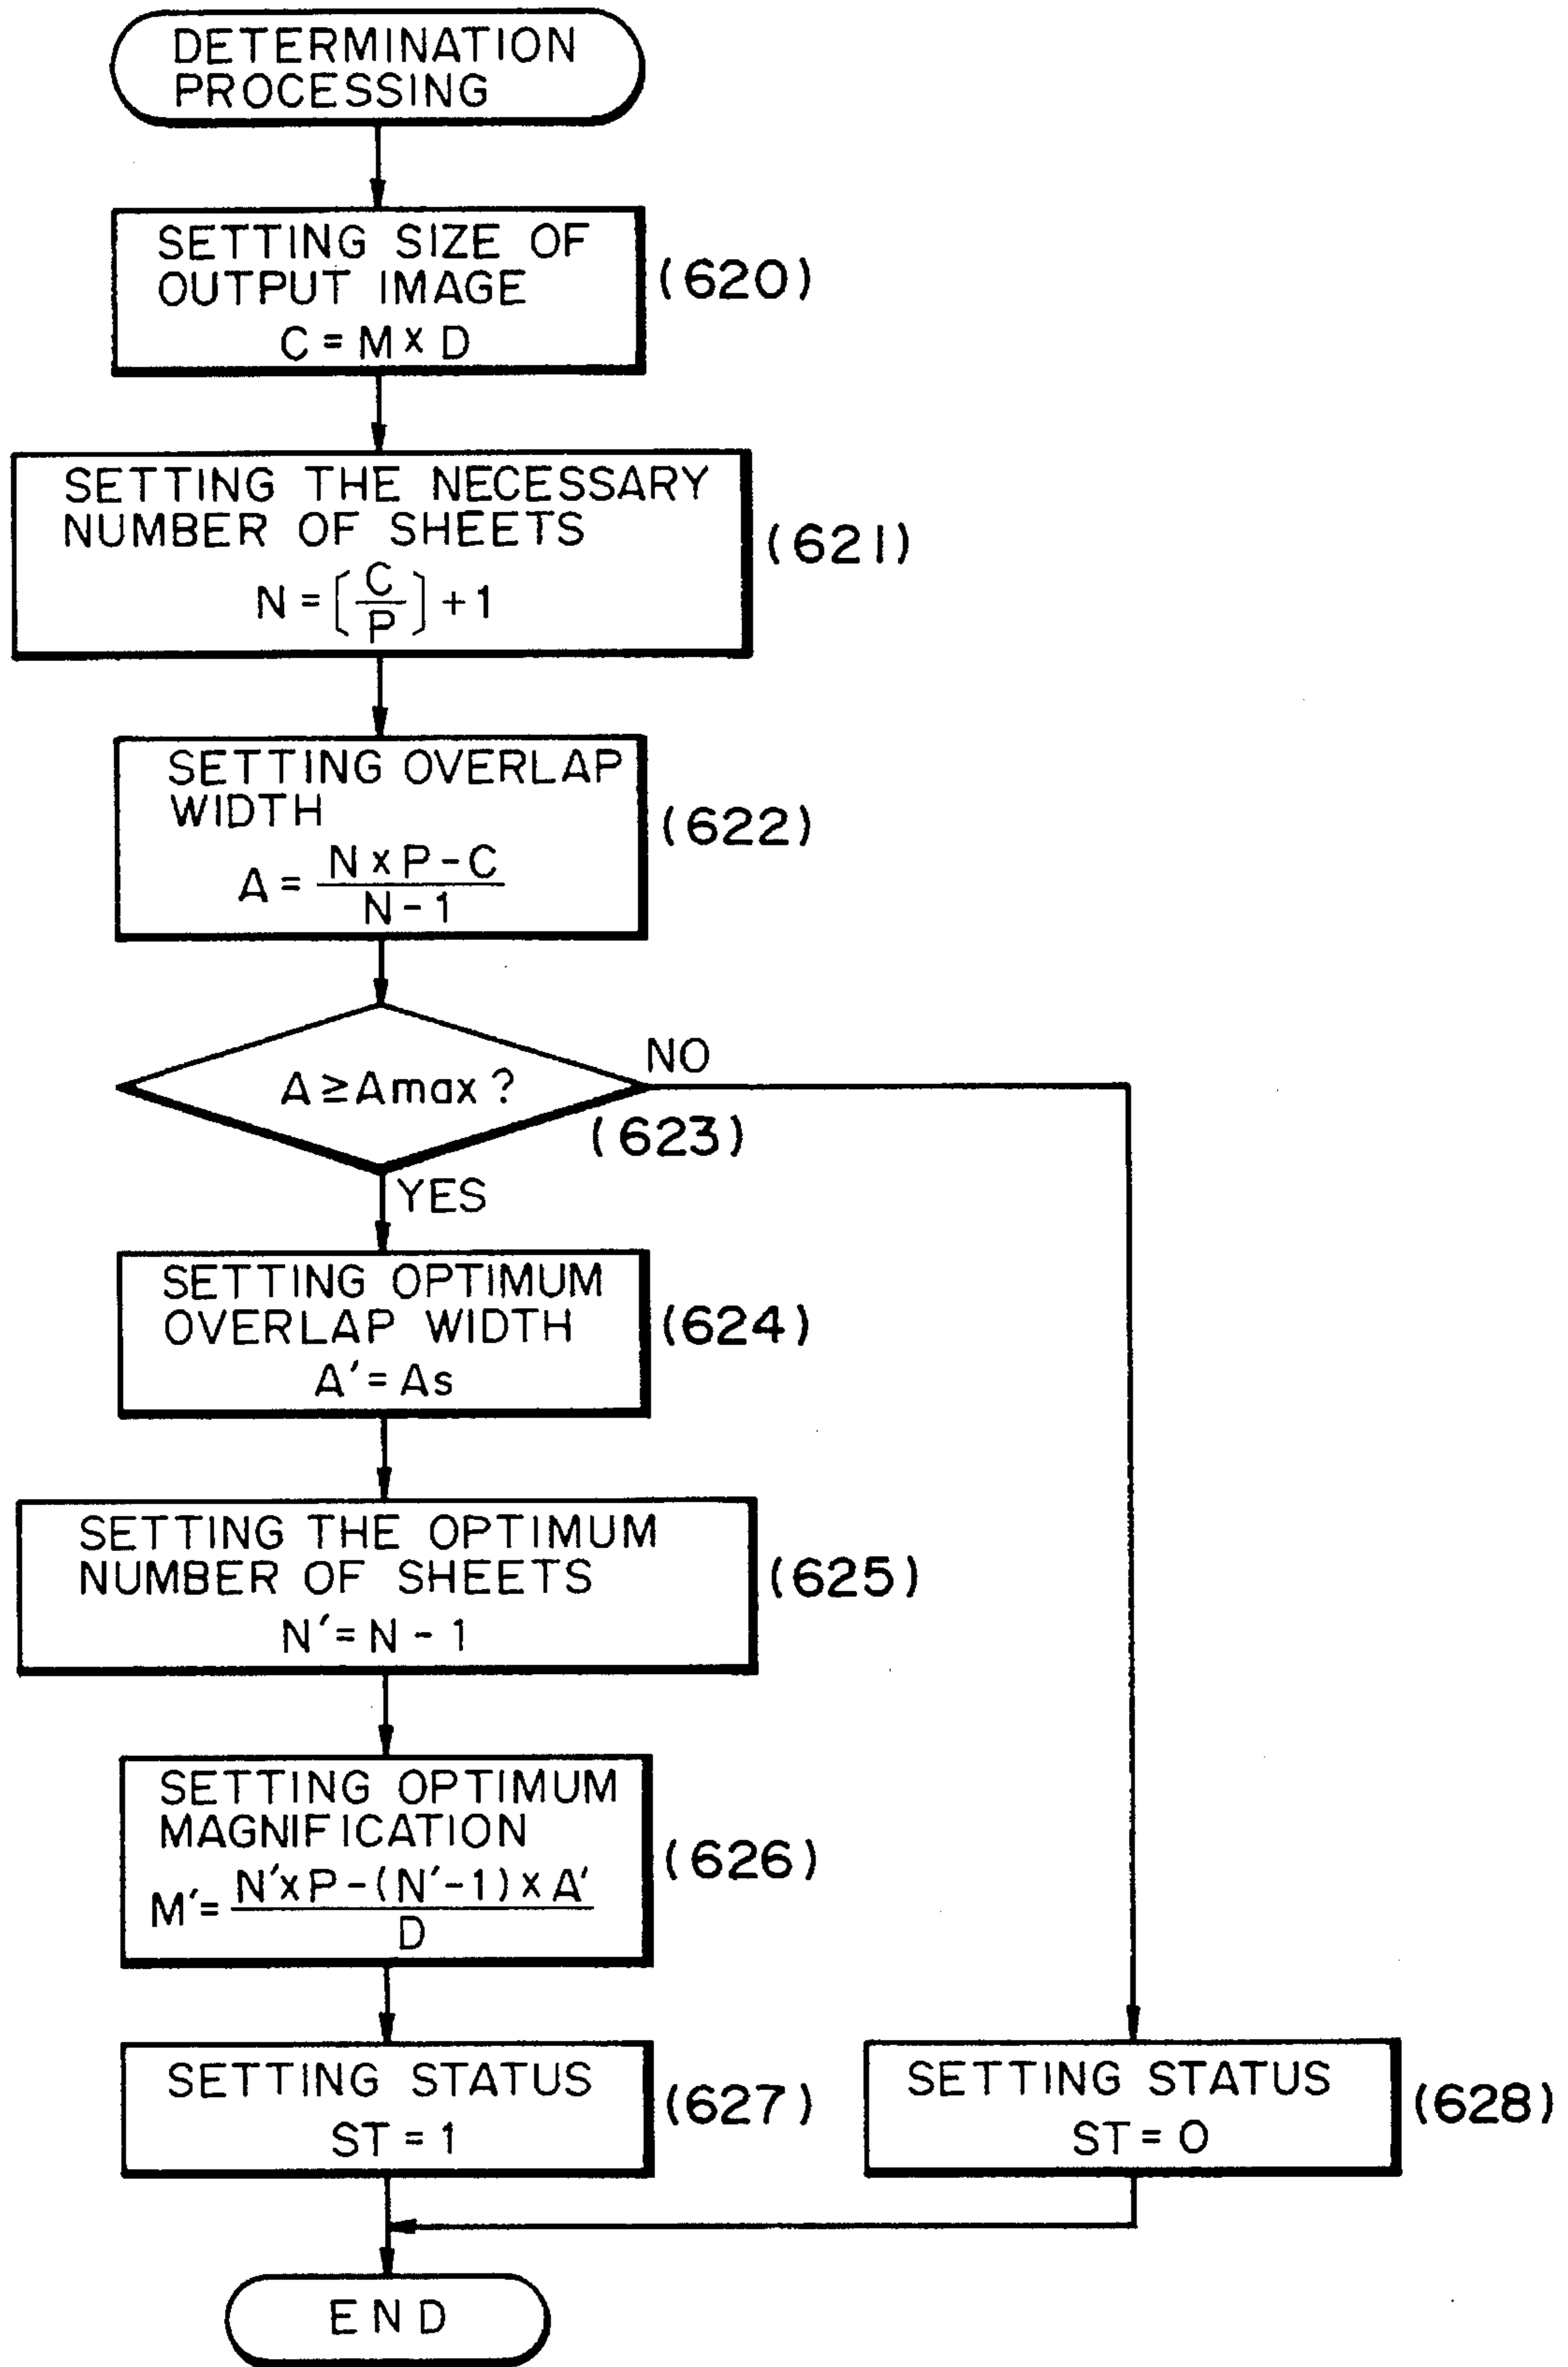 DETERMINATION
PROCESSING
SETTING SIZE OF
OUTPUT IMAGE
C = M × D
(620)
SETTING THE NECESSARY
NUMBER OF SHEETS
N = [C/P] + 1
(621)
SETTING OVERLAP
WIDTH
A = (N × P - C)/(N - 1)
(622)
A ≥ Amax ?
NO
(623)
YES
SETTING OPTIMUM
OVERLAP WIDTH
A′ = As
(624)
SETTING THE OPTIMUM
NUMBER OF SHEETS
N′ = N - 1
(625)
SETTING OPTIMUM
MAGNIFICATION
M′ = (N′ × P - (N′ - 1) × A′)/D
(626)
SETTING STATUS
ST = 1
(627)
SETTING STATUS
ST = 0
(628)
END